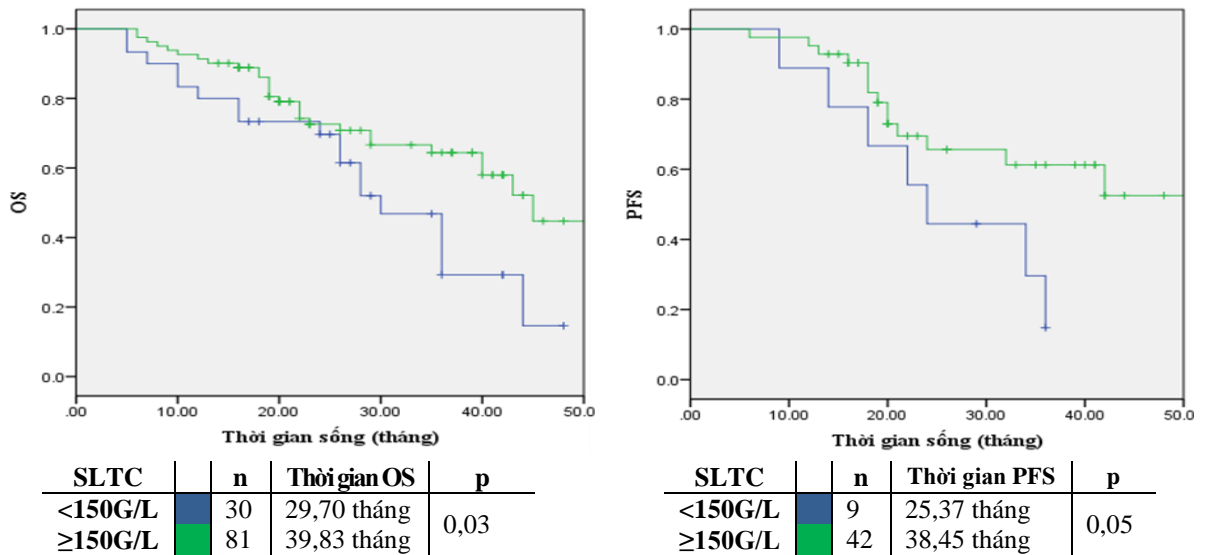 1.0
0.8
0.6
0.4
0.2
0.0
OS
.00 10.00 20.00 30.00 40.00 50.0
Thời gian sống (tháng)
SLTC n Thời gian OS p
<150G/L 30 29,70 tháng
0,03
≥150G/L 81 39,83 tháng
1.0
0.8
0.6
0.4
0.2
0.0
PFS
.00 10.00 20.00 30.00 40.00 50.0
Thời gian sống (tháng)
SLTC n Thời gian PFS p
<150G/L 9 25,37 tháng
0,05
≥150G/L 42 38,45 tháng